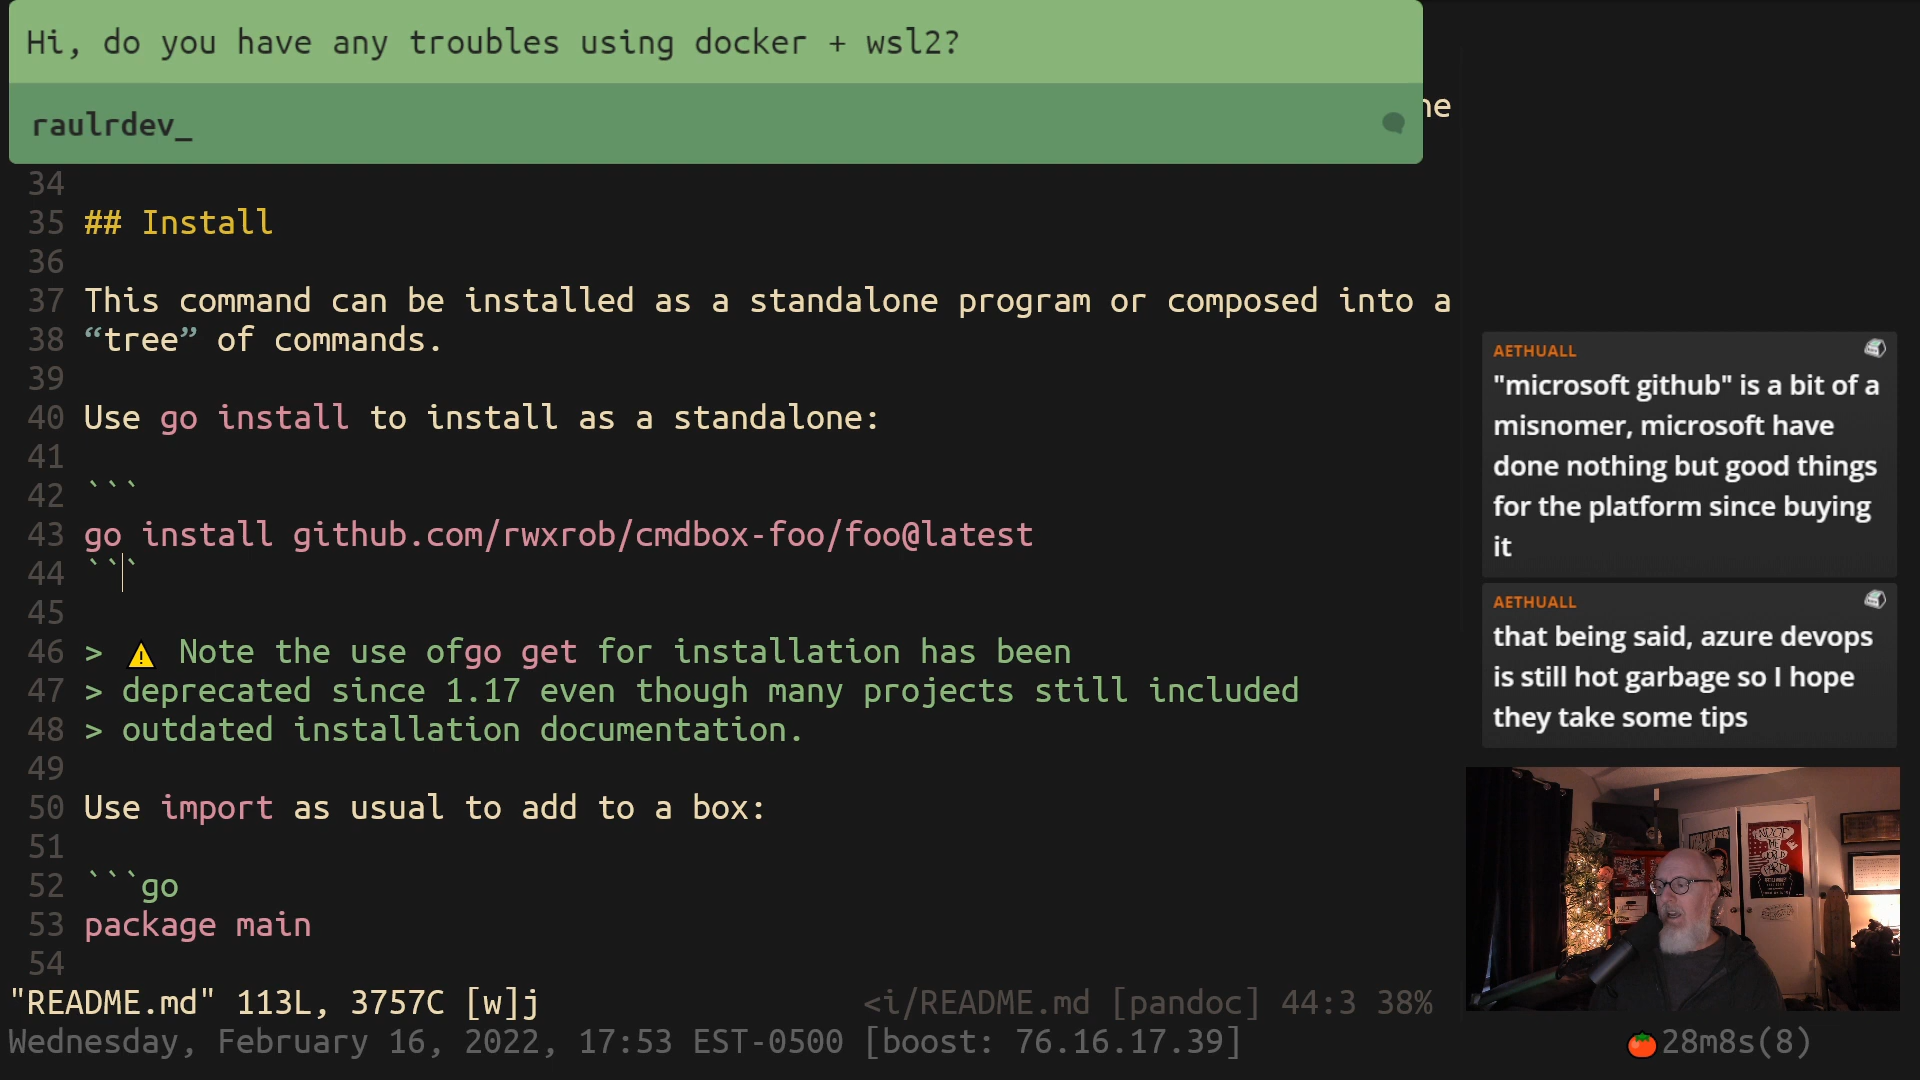 Hi, do you have any troubles using docker + wsl2?
raulrdev_
ne
34
35 ## Install
36
37 This command can be installed as a standalone program or composed into a
38 “tree” of commands.
39
40 Use go install to install as a standalone:
41
42 ```
43 go install github.com/rwxrob/cmdbox-foo/foo@latest
44 ```
45
46 > ⚠ Note the use ofgo get for installation has been
47 > deprecated since 1.17 even though many projects still included
48 > outdated installation documentation.
49
50 Use import as usual to add to a box:
51
52 ```go
53 package main
54
"README.md" 113L, 3757C [w]j <i/README.md [pandoc] 44:3 38%
Wednesday, February 16, 2022, 17:53 EST-0500 [boost: 76.16.17.39] 🍅28m8s(8)
AETHUALL
"microsoft github" is a bit of a
misnomer, microsoft have
done nothing but good things
for the platform since buying
it
AETHUALL
that being said, azure devops
is still hot garbage so I hope
they take some tips